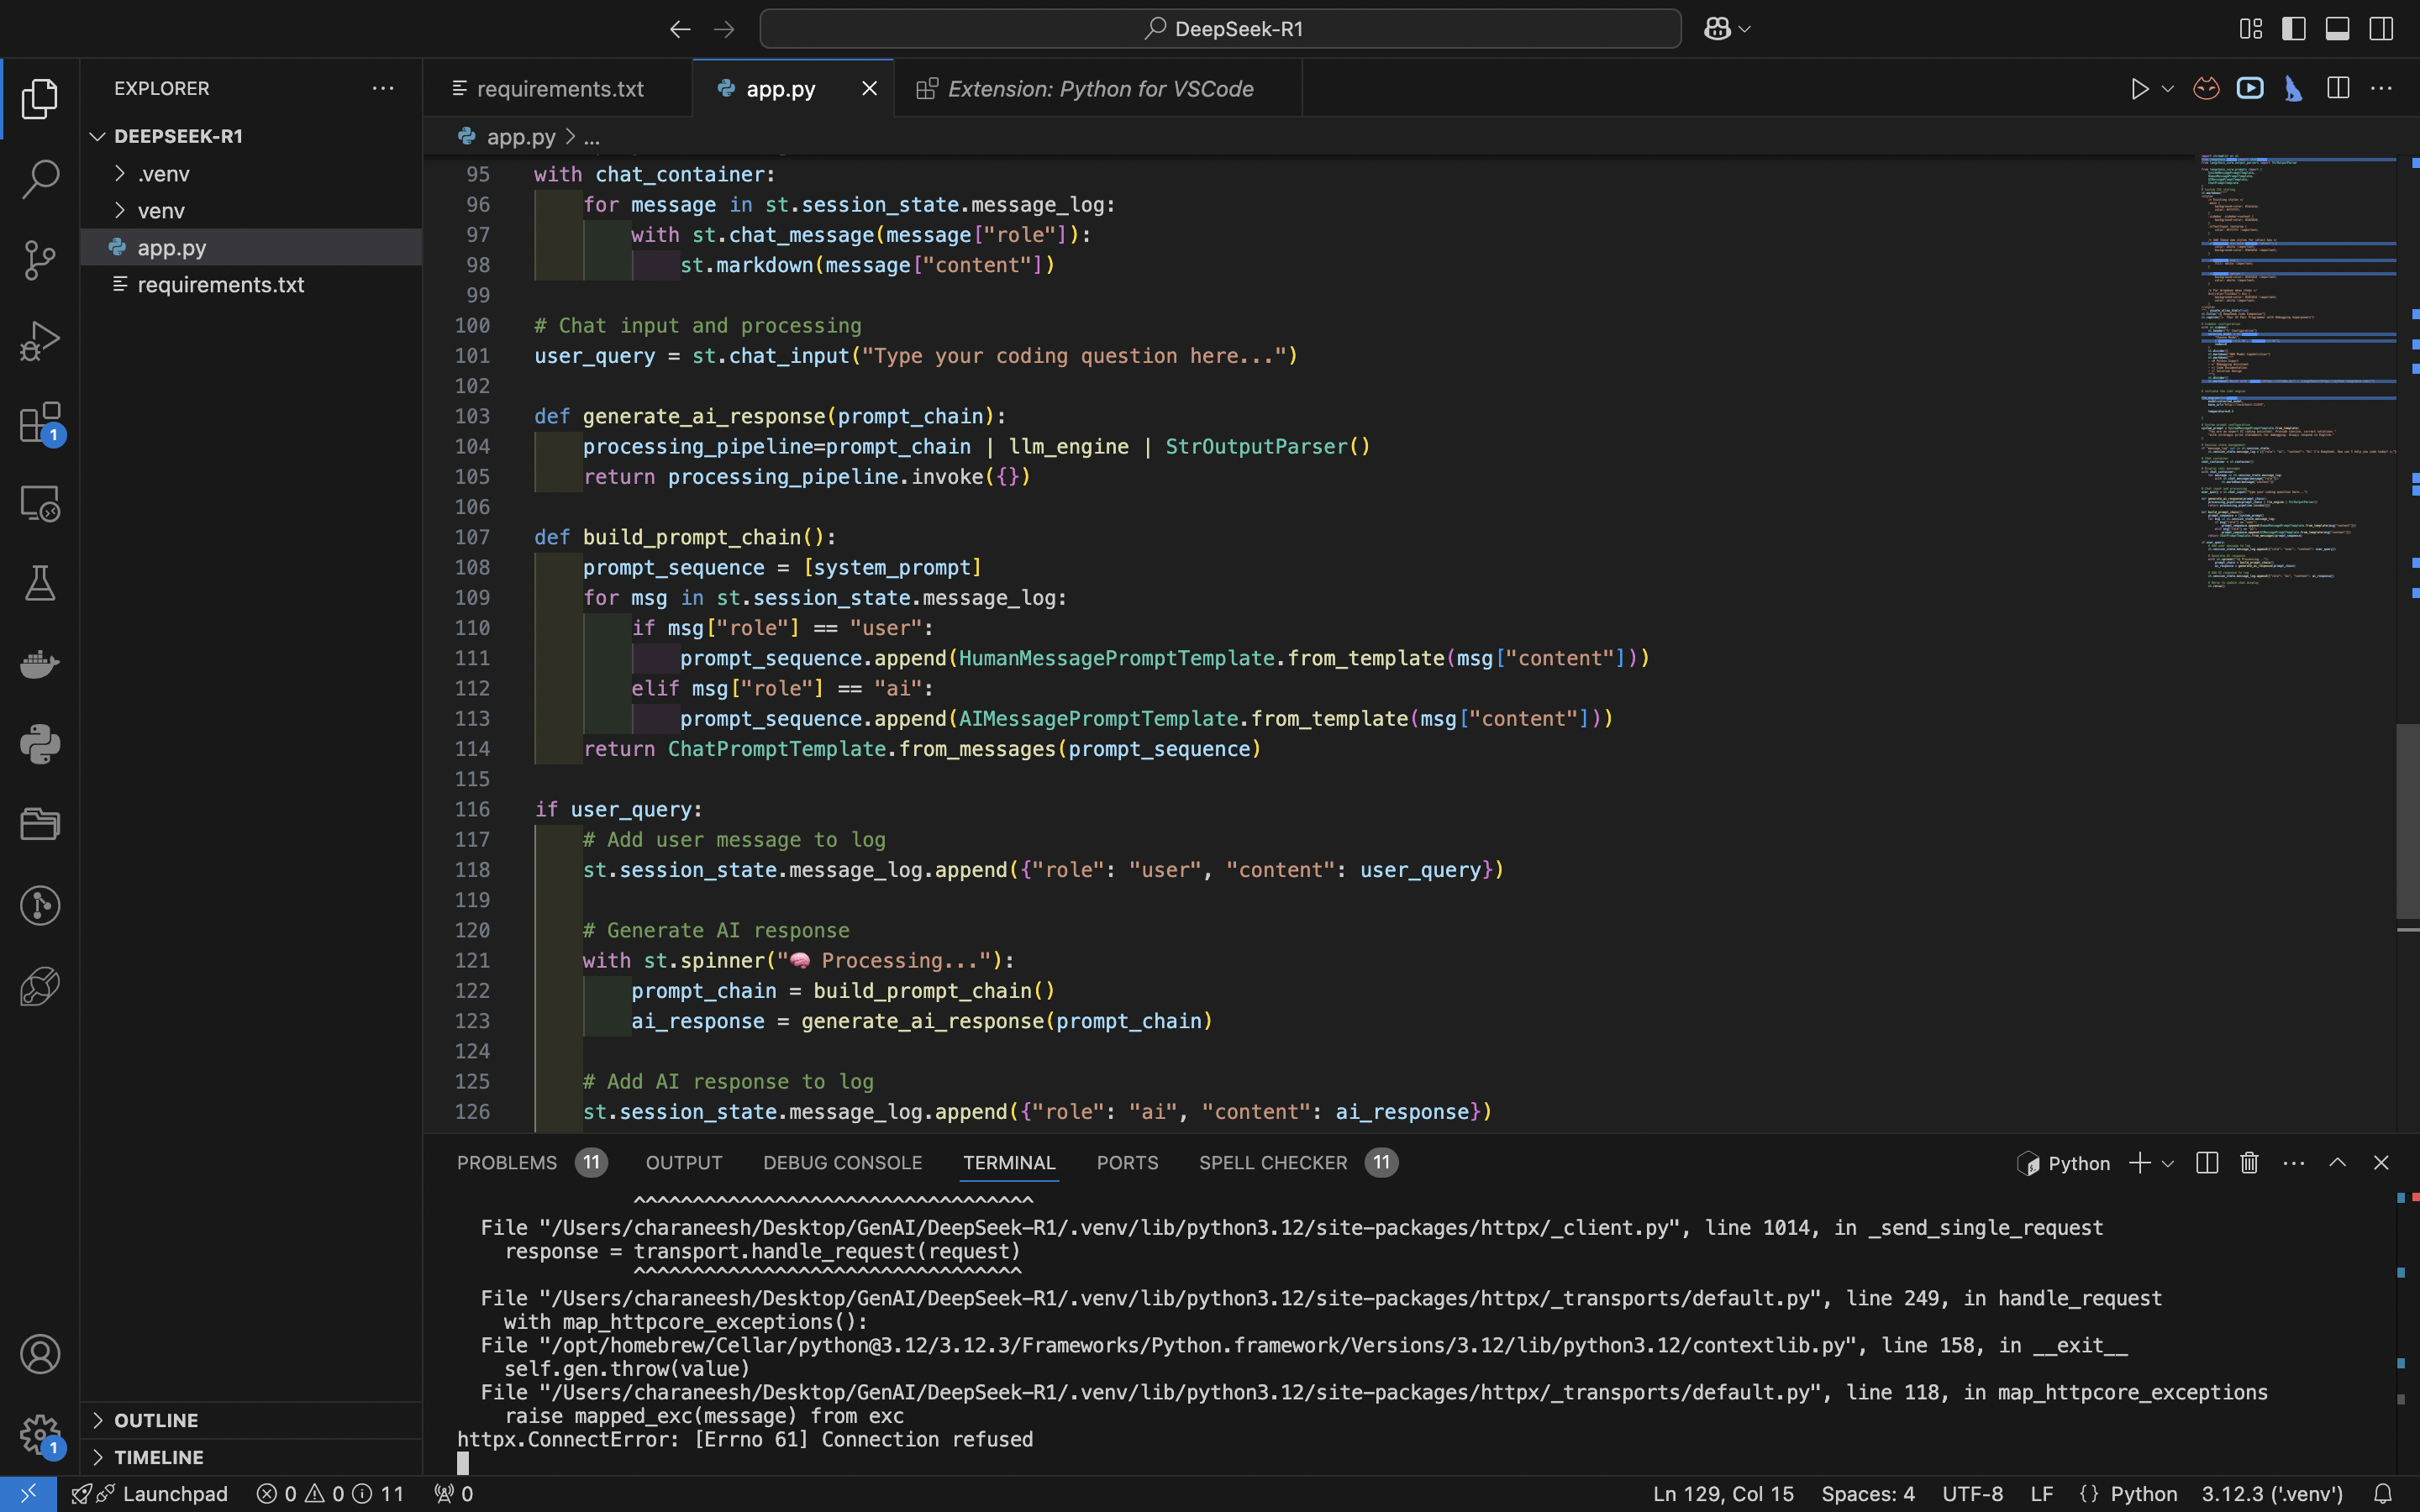 DeepSeek-R1
EXPLORER
requirements.txt
app.py
Extension: Python for VSCode
DEEPSEEK-R1
.venv
venv
app.py
requirements.txt
app.py > ...
95 with chat_container:
96 for message in st.session_state.message_log:
97 with st.chat_message(message["role"]):
98 st.markdown(message["content"])
99
100 # Chat input and processing
101 user_query = st.chat_input("Type your coding question here...")
102
103 def generate_ai_response(prompt_chain):
104 processing_pipeline=prompt_chain | llm_engine | StrOutputParser()
105 return processing_pipeline.invoke({})
106
107 def build_prompt_chain():
108 prompt_sequence = [system_prompt]
109 for msg in st.session_state.message_log:
110 if msg["role"] == "user":
111 prompt_sequence.append(HumanMessagePromptTemplate.from_template(msg["content"]))
112 elif msg["role"] == "ai":
113 prompt_sequence.append(AIMessagePromptTemplate.from_template(msg["content"]))
114 return ChatPromptTemplate.from_messages(prompt_sequence)
115
116 if user_query:
117 # Add user message to log
118 st.session_state.message_log.append({"role": "user", "content": user_query})
119
120 # Generate AI response
121 with st.spinner("🧠 Processing..."):
122 prompt_chain = build_prompt_chain()
123 ai_response = generate_ai_response(prompt_chain)
124
125 # Add AI response to log
126 st.session_state.message_log.append({"role": "ai", "content": ai_response})
PROBLEMS 11 OUTPUT DEBUG CONSOLE TERMINAL PORTS SPELL CHECKER 11
Python
^^^^^^^^^^^^^^^^^^^^^^^^^^^^^^^^^
File "/Users/charaneesh/Desktop/GenAI/DeepSeek-R1/.venv/lib/python3.12/site-packages/httpx/_client.py", line 1014, in _send_single_request
response = transport.handle_request(request)
^^^^^^^^^^^^^^^^^^^^^^^^^^^^^^^^
File "/Users/charaneesh/Desktop/GenAI/DeepSeek-R1/.venv/lib/python3.12/site-packages/httpx/_transports/default.py", line 249, in handle_request
with map_httpcore_exceptions():
File "/opt/homebrew/Cellar/python@3.12/3.12.3/Frameworks/Python.framework/Versions/3.12/lib/python3.12/contextlib.py", line 158, in __exit__
self.gen.throw(value)
File "/Users/charaneesh/Desktop/GenAI/DeepSeek-R1/.venv/lib/python3.12/site-packages/httpx/_transports/default.py", line 118, in map_httpcore_exceptions
raise mapped_exc(message) from exc
httpx.ConnectError: [Errno 61] Connection refused
1
1
OUTLINE
TIMELINE
Launchpad 0 0 11 0
Ln 129, Col 15 Spaces: 4 UTF-8 LF {} Python 3.12.3 ('.venv')